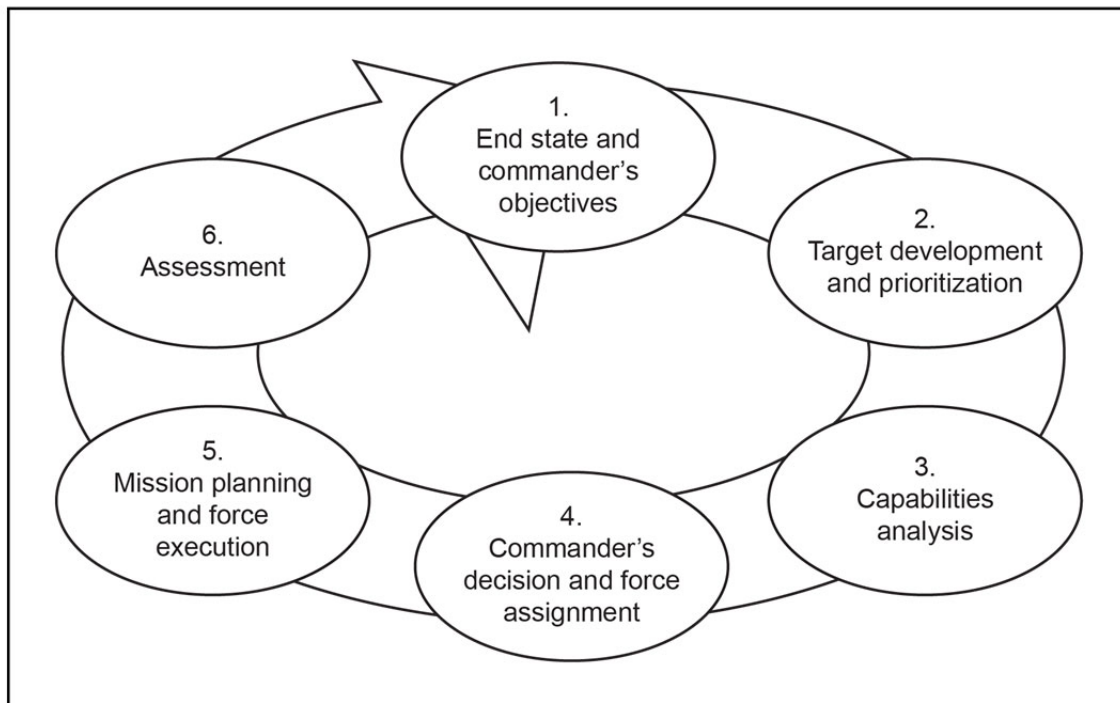 1.
End state and
commander’s
objectives
2.
Target development
and prioritization
3.
Capabilities
analysis
4.
Commander’s
decision and force
assignment
5.
Mission planning
and force
execution
6.
Assessment